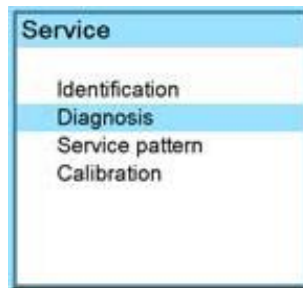 Service
Identification
Diagnosis
Service pattern
Calibration